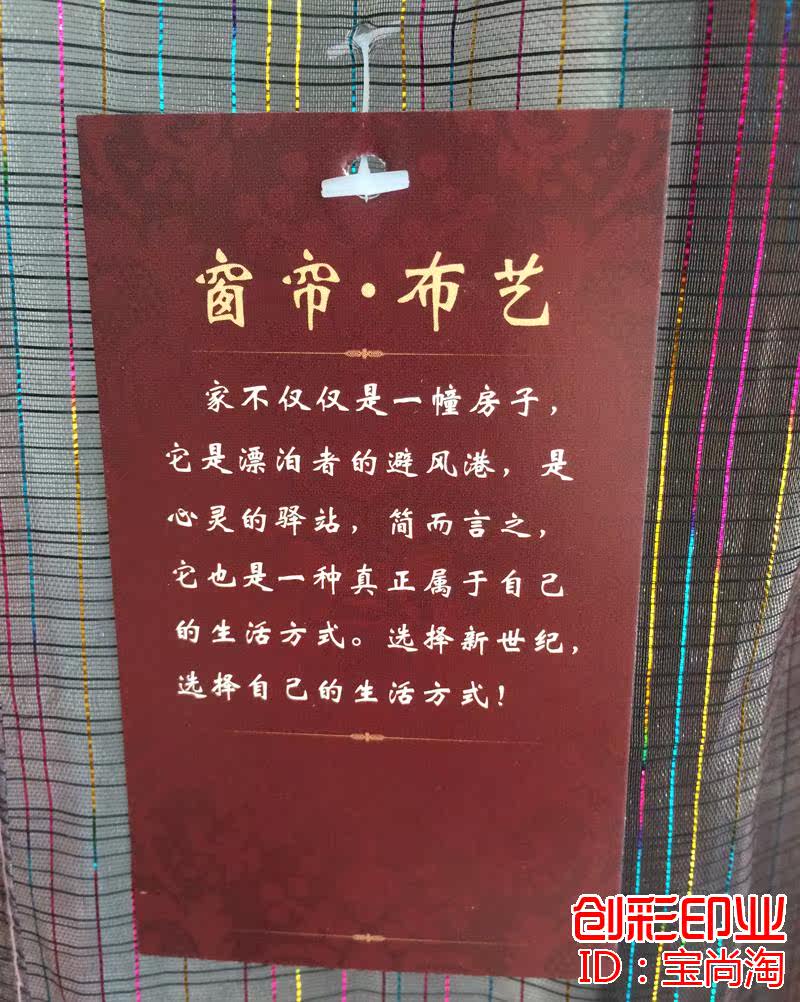 窗帘·布艺
家不仅仅是一幢房子，
它是漂泊者的避风港，是
心灵的驿站，简而言之，
它也是一种真正属于自己
的生活方式。选择新世纪，
选择自己的生活方式！
创彩印业
ID：宝尚淘